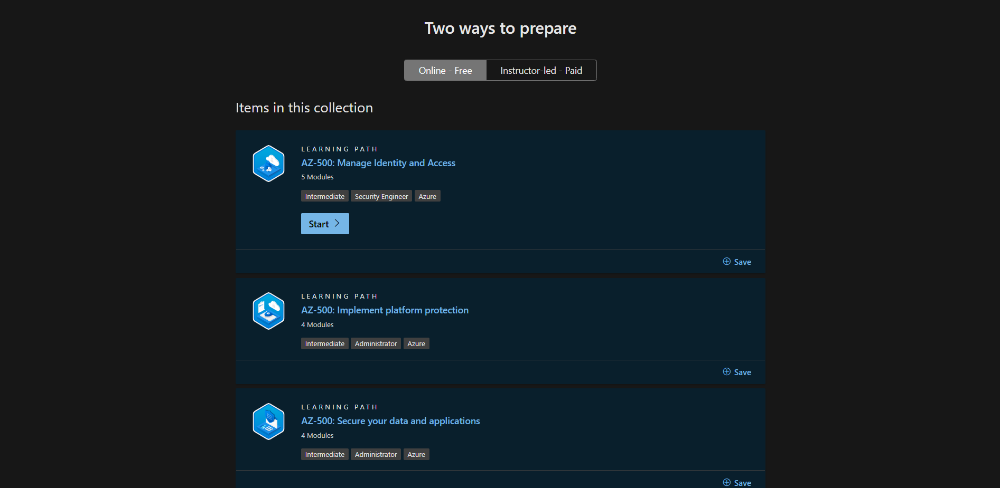 Two ways to prepare
Online - Free
Instructor-led - Paid
Items in this collection
LEARNING PATH
AZ-500: Manage Identity and Access
5 Modules
Intermediate Security Engineer Azure
Start
Save
LEARNING PATH
AZ-500: Implement platform protection
4 Modules
Intermediate Administrator Azure
Save
LEARNING PATH
AZ-500: Secure your data and applications
4 Modules
Intermediate Administrator Azure
Save